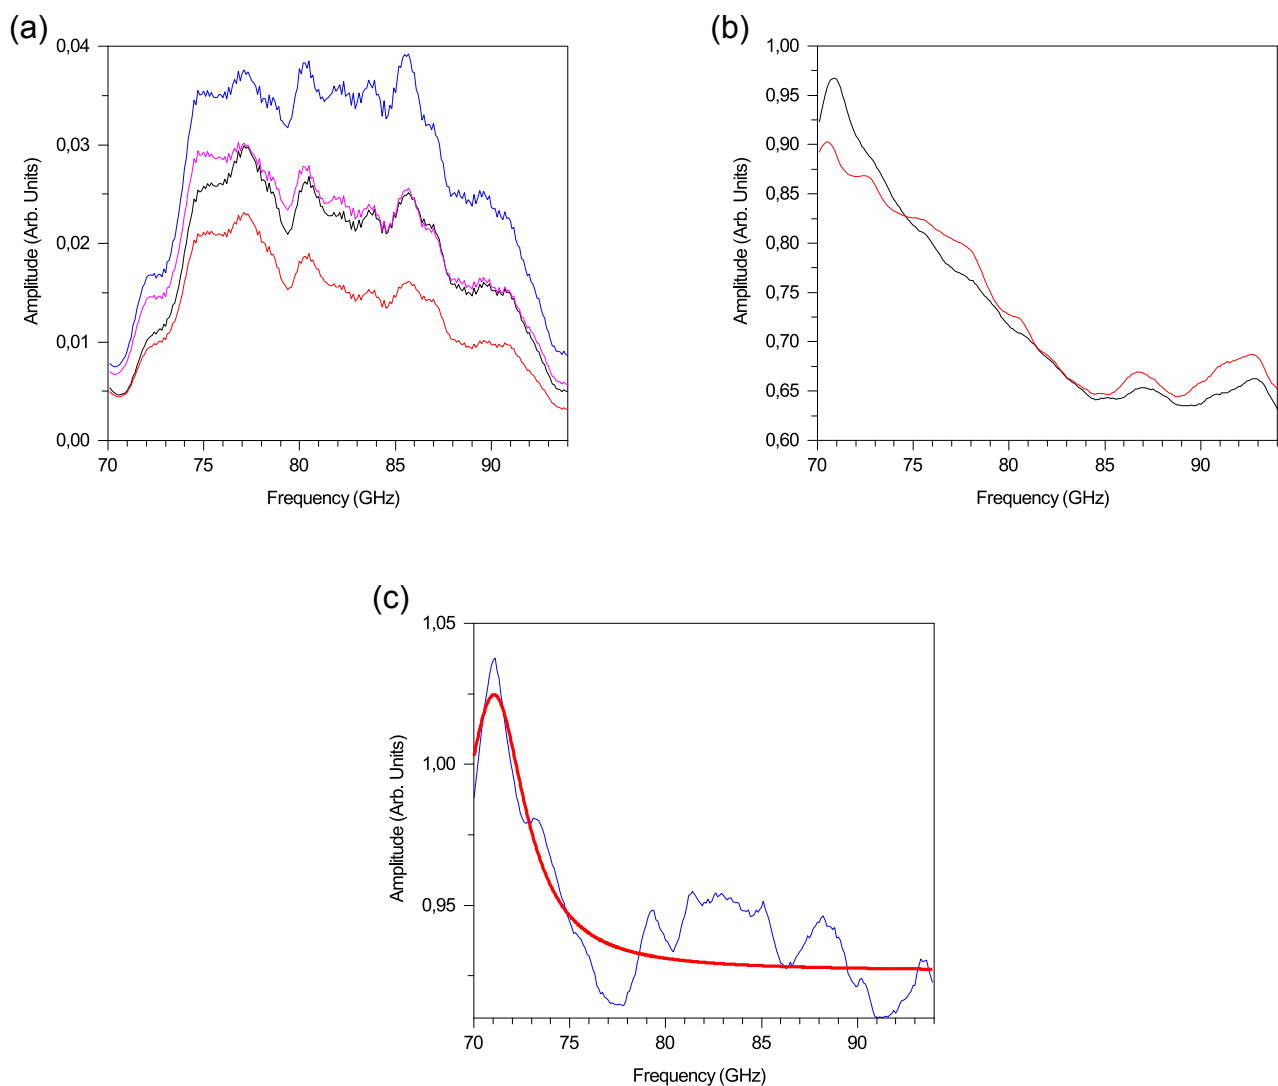 (a)
0,04
0,03
0,02
0,01
0,00
Amplitude (Arb. Units)
70 75 80 85 90
Frequency (GHz)
(b)
1,00
0,95
0,90
0,85
0,80
0,75
0,70
0,65
0,60
Amplitude (Arb. Units)
70 75 80 85 90
Frequency (GHz)
(c)
1,05
1,00
0,95
Amplitude (Arb. Units)
70 75 80 85 90
Frequency (GHz)